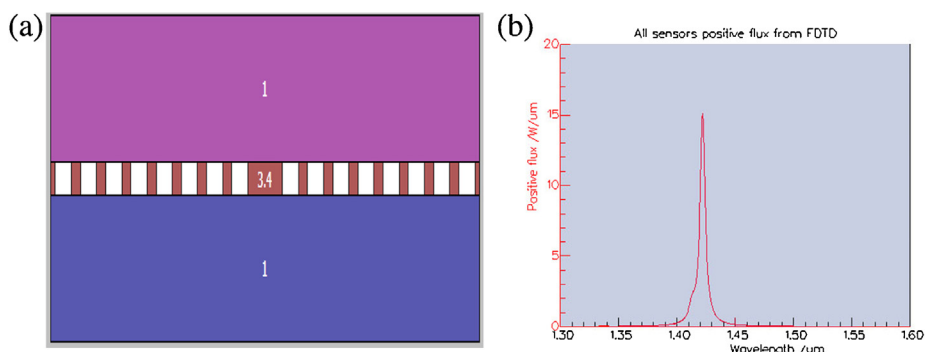 (a)
1
3.4
1
(b)
All sensors positive flux from FDTD
Positive flux /W/um
20
15
10
5
0
1.30 1.35 1.40 1.45 1.50 1.55 1.60
Wavelength /um